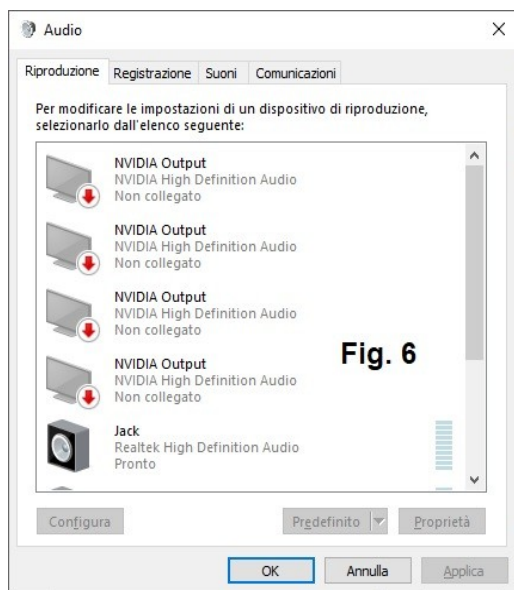 Audio
Riproduzione Registrazione Suoni Comunicazioni
Per modificare le impostazioni di un dispositivo di riproduzione,
selezionarlo dall'elenco seguente:
NVIDIA Output
NVIDIA High Definition Audio
Non collegato
NVIDIA Output
NVIDIA High Definition Audio
Non collegato
NVIDIA Output
NVIDIA High Definition Audio
Non collegato
NVIDIA Output
NVIDIA High Definition Audio
Non collegato
Fig. 6
Jack
Realtek High Definition Audio
Pronto
Configura Predefinito Proprietà
OK Annulla Applica